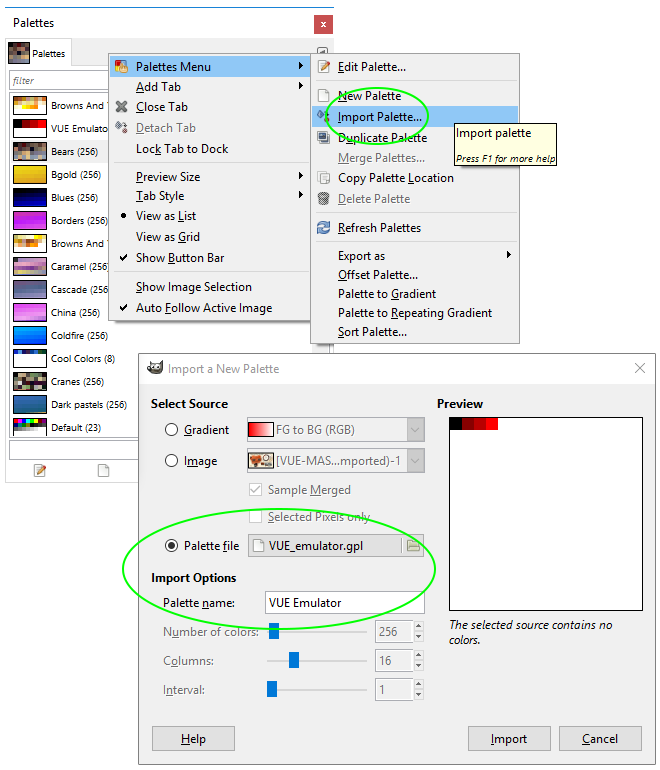 Palettes
x
Palettes
filter
Browns And
VUE Emulator
Bears (256)
Bgold (256)
Blues (256)
Borders (256)
Browns And
Caramel (256)
Cascade (256)
China (256)
Coldfire (256)
Cool Colors (8)
Cranes (256)
Dark pastels (256)
Default (23)
Palettes Menu
Add Tab
Close Tab
Detach Tab
Lock Tab to Dock
Preview Size
Tab Style
View as List
View as Grid
Show Button Bar
Show Image Selection
Auto Follow Active Image
Edit Palette...
New Palette
Import Palette...
Duplicate Palette
Merge Palettes...
Copy Palette Location
Delete Palette
Refresh Palettes
Export as
Offset Palette...
Palette to Gradient
Palette to Repeating Gradient
Sort Palette...
Import palette
Press F1 for more help
Import a New Palette
Select Source
Gradient
FG to BG (RGB)
Image
[VUE-MAS...mported)-1
Sample Merged
Selected Pixels only
Palette file
VUE_emulator.gpl
Import Options
Palette name:
VUE Emulator
Number of colors:
256
Columns:
16
Interval:
1
Preview
The selected source contains no
colors.
Help
Import
Cancel